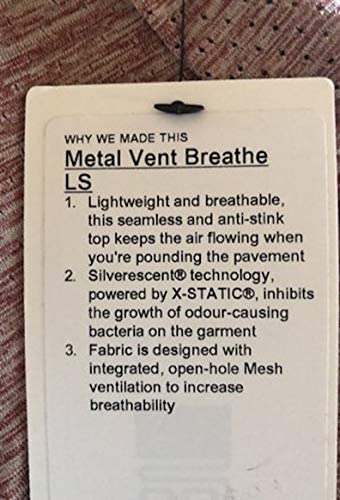 WHY WE MADE THIS
Metal Vent Breathe
LS
1. Lightweight and breathable,
this seamless and anti-stink
top keeps the air flowing when
you're pounding the pavement
2. Silverescent® technology,
powered by X-STATIC®, inhibits
the growth of odour-causing
bacteria on the garment
3. Fabric is designed with
integrated, open-hole Mesh
ventilation to increase
breathability